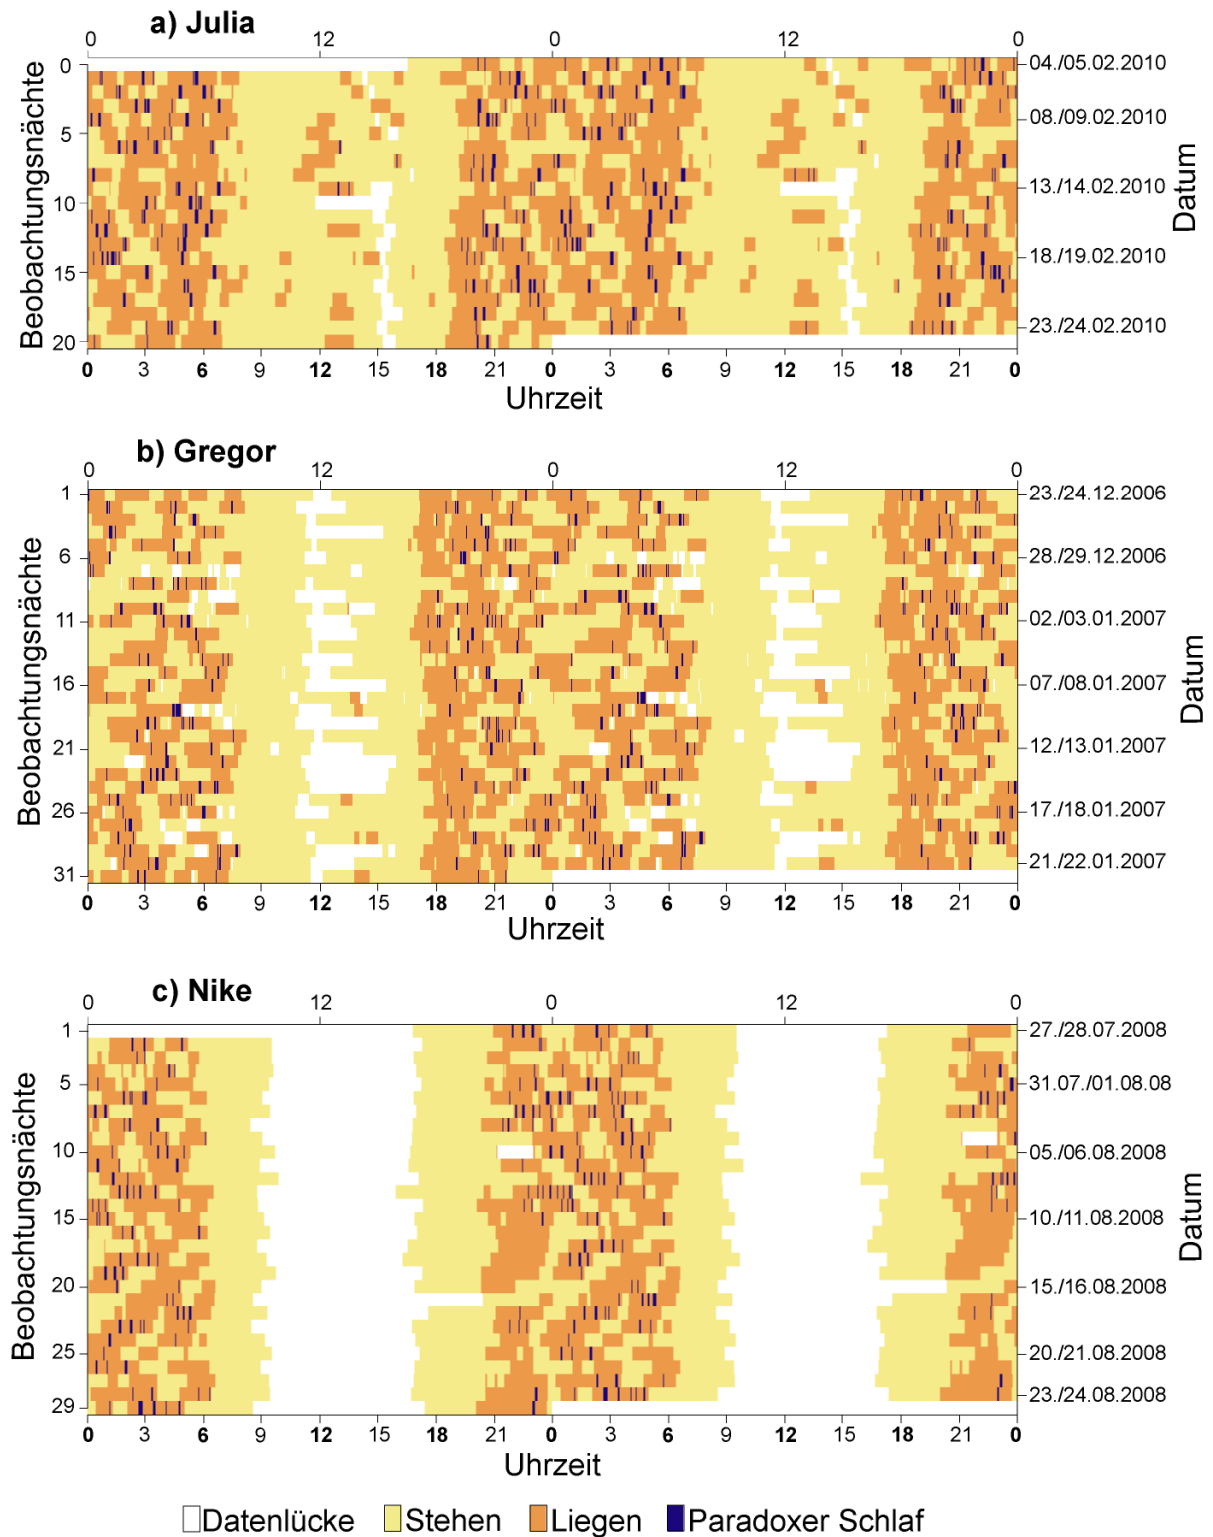 a) Julia
0 12 0 12 0
Beobachtungsnächte
0
5
10
15
20
04./05.02.2010
08./09.02.2010
13./14.02.2010
18./19.02.2010
23./24.02.2010
Datum
0 3 6 9 12 15 18 21 0 3 6 9 12 15 18 21 0
Uhrzeit
b) Gregor
0 12 0 12 0
Beobachtungsnächte
1
6
11
16
21
26
31
23./24.12.2006
28./29.12.2006
02./03.01.2007
07./08.01.2007
12./13.01.2007
17./18.01.2007
21./22.01.2007
Datum
0 3 6 9 12 15 18 21 0 3 6 9 12 15 18 21 0
Uhrzeit
c) Nike
0 12 0 12 0
Beobachtungsnächte
1
5
10
15
20
25
29
27./28.07.2008
31.07./01.08.08
05./06.08.2008
10./11.08.2008
15./16.08.2008
20./21.08.2008
23./24.08.2008
Datum
0 3 6 9 12 15 18 21 0 3 6 9 12 15 18 21 0
Uhrzeit
Datenlücke Stehen Liegen Paradoxer Schlaf